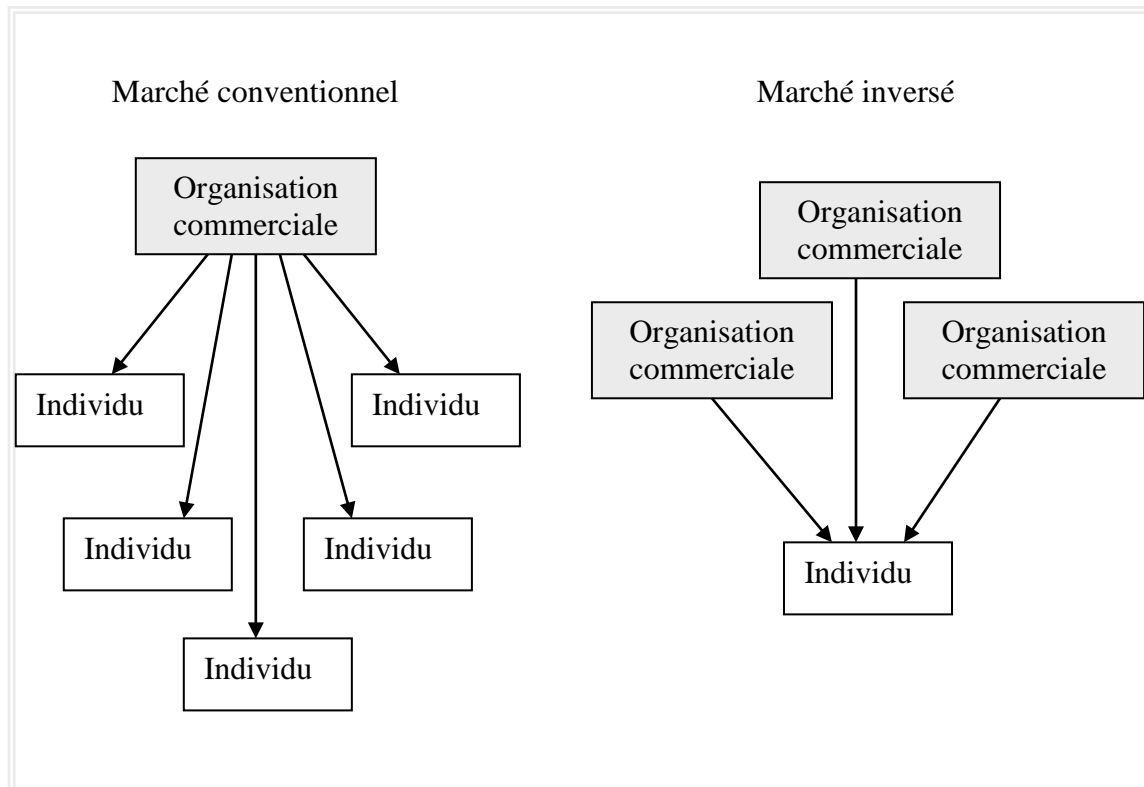 Marché conventionnel
Organisation
commerciale
Individu
Individu
Individu
Individu
Individu
Marché inversé
Organisation
commerciale
Organisation
commerciale
Organisation
commerciale
Individu